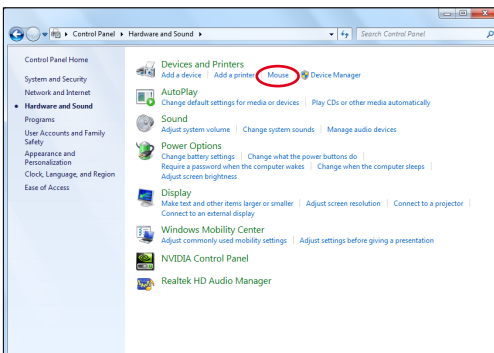 Control Panel ▸ Hardware and Sound ▸ Search Control Panel
Control Panel Home
System and Security
Network and Internet
Hardware and Sound
Programs
User Accounts and Family
Safety
Appearance and
Personalization
Clock, Language, and Region
Ease of Access
Devices and Printers
Add a device Add a printer Mouse Device Manager
AutoPlay
Change default settings for media or devices Play CDs or other media automatically
Sound
Adjust system volume Change system sounds Manage audio devices
Power Options
Change battery settings Change what the power buttons do
Require a password when the computer wakes Change when the computer sleeps
Adjust screen brightness
Display
Make text and other items larger or smaller Adjust screen resolution Connect to a projector
Connect to an external display
Windows Mobility Center
Adjust commonly used mobility settings Adjust settings before giving a presentation
NVIDIA Control Panel
Realtek HD Audio Manager